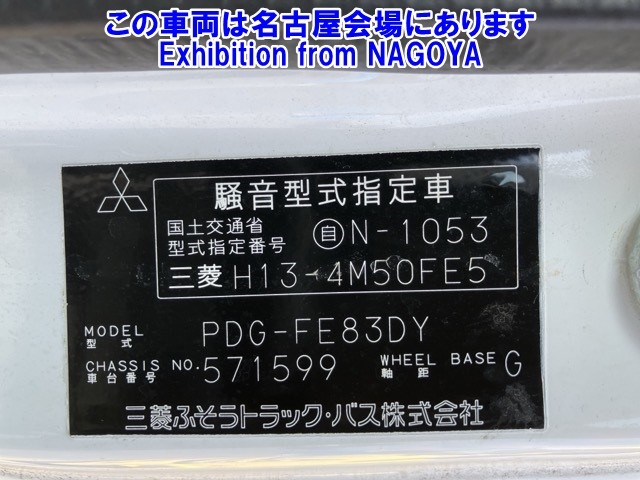 この車両は名古屋会場にあります
Exhibition from NAGOYA
騒音型式指定車
国土交通省
型式指定番号 自N-1053
三菱 H13-4M50FE5
MODEL PDG-FE83DY
型式
CHASSIS NO. 571599 WHEEL BASE G
車台番号 軸距
三菱ふそうトラック・バス株式会社